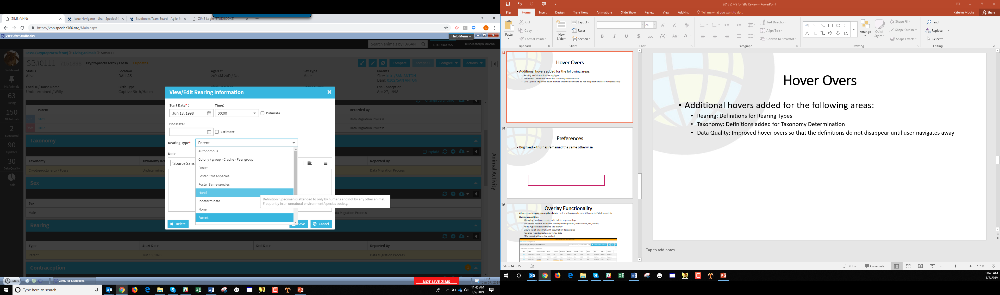 ZIMS (VNN)
Issue Navigator - Jira - Species36
Studbooks Team Board - Agile B
ZIMS Login (STUDBOOKS)
https://vnn.species360.org/Main.aspx
ZIMS for Studbooks
Help Menu
Search animals by ID/GAN
STUDBOOKS
Hello Katelyn Mucha
Fossa (Cryptoprocta ferox) > Living Animals > SB#0111
SB#0111 7151898 Cryptoprocta ferox / Fossa 1 Updates
Compare
Accept All
Pedigree
Actions
Status
Alive
Location
DALLAS
Age/Est
20Y 6M 20D / No
Sex Type
Male
Parents
Sire: 0101/SAN ANTON
Dam: 0102/SAN ANTON
Local ID/House Name
Undetermined / Willy
Birth Type
Captive Birth/Hatch
Est. Conception
Apr 27, 1998
Dashboard
My Animals
63
Living
150
All Animals
2
Suggested
90
Updates
30
Data Quality
Tools
Parent
Recorded By
SIRE 0101 Data Migration Process
DAM 0102 Data Migration Process
Taxonomy
Hybrid
Taxonomy
Taxonomy Det
Reported By
Cryptoprocta ferox / Fossa
Undetermined
Data Migration Process
Sex
Sex
Male
ata Migration Process
Rearing
Type
Start Date
End Date
Reported By
Parent
Jun 18, 1998
Data Migration Process
Contraception
Animal Activity
View/Edit Rearing Information
Start Date* :
Time:
Jun 18, 1998
00:00
Estimate
End Date:
Estimate
Rearing Type*
Parent
Note
"Source Sans
Autonomous
Colony / group - Creche - Peer group
Foster
Foster Cross-species
Foster Same-species
Hand
Indeterminate
None
Parent
Definition: Specimen is attended to only by humans and not by any other animal.
Frequently in an unnatural environment/species society.
Delete
Save
Cancel
Start
ZIMS for Studbooks
- - NOT LIVE ZIMS - -
11:45
Jan 07, 2019
Type here to search
11:45 AM
1/7/2019
2018 ZIMS for SBs Review - PowerPoint
File
Home
Insert
Design
Transitions
Animations
Slide Show
Review
View
Add-Ins
Tell me what you want to do...
Katelyn Mucha
Share
Paste
Cut
Copy
Format Painter
Clipboard
New
Slide
Layout
Reset
Section
Slides
24
B I U S abc AV Aa A
Font
Text Direction
Align Text
Convert to SmartArt
Paragraph
Arrange
Quick
Styles
Shape Fill
Shape Outline
Shape Effects
Drawing
Find
Replace
Select
Editing
14
Hover Overs
• Additional hovers added for the following areas:
• Rearing: Definitions for Rearing Types
• Taxonomy: Definitions added for Taxonomy Determination
• Data Quality: Improved hover overs so that the definitions do not disappear until user navigates away
15
Preferences
• Bug fixed – this has remained the same otherwise
16
Overlay Functionality
• Allows users to apply assumptive data to their studbooks and export this data to PMx for analysis.
• Overlay capabilities:
• Managing overlays – create, edit, delete, copy overlays
• Edit animal records within the overlay mode (parents, transactions, sex, notes)
• Add a hypothetical animal to the overlay
• View a list of all animals with assumption data applied
• Pedigree reports displaying overlay data
• PMx export with overlay applied
Hover Overs
• Additional hovers added for the following areas:
• Rearing: Definitions for Rearing Types
• Taxonomy: Definitions added for Taxonomy Determination
• Data Quality: Improved hover overs so that the definitions do not disappear until user navigates away
Tap to add notes
Slide 14 of 22
Notes
Comments
101%
11:45 AM
1/7/2019